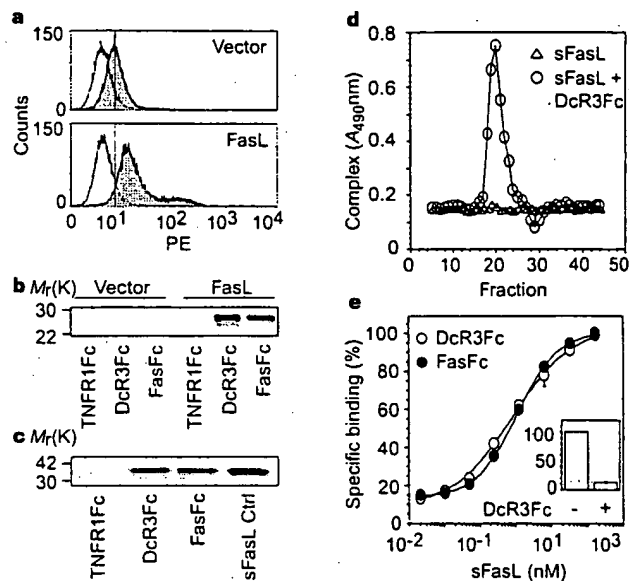 a
150
Vector
0
150
FasL
0
Counts
0 10¹ 10² 10³ 10⁴
PE
b
Mr(K) Vector FasL
30
22
TNFR1Fc DcR3Fc FasFc TNFR1Fc DcR3Fc FasFc
c Mr(K)
42
30
TNFR1Fc DcR3Fc FasFc sFasL Ctrl
d
0.8
0.6
0.4
0.2
0
Complex (A490nm)
sFasL
sFasL +
DcR3Fc
0 10 20 30 40 50
Fraction
e
100
80
60
40
20
0
Specific binding (%)
DcR3Fc
FasFc
100
50
0
DcR3Fc - +
10⁻² 10⁻¹ 10⁰ 10¹ 10² 10³
sFasL (nM)